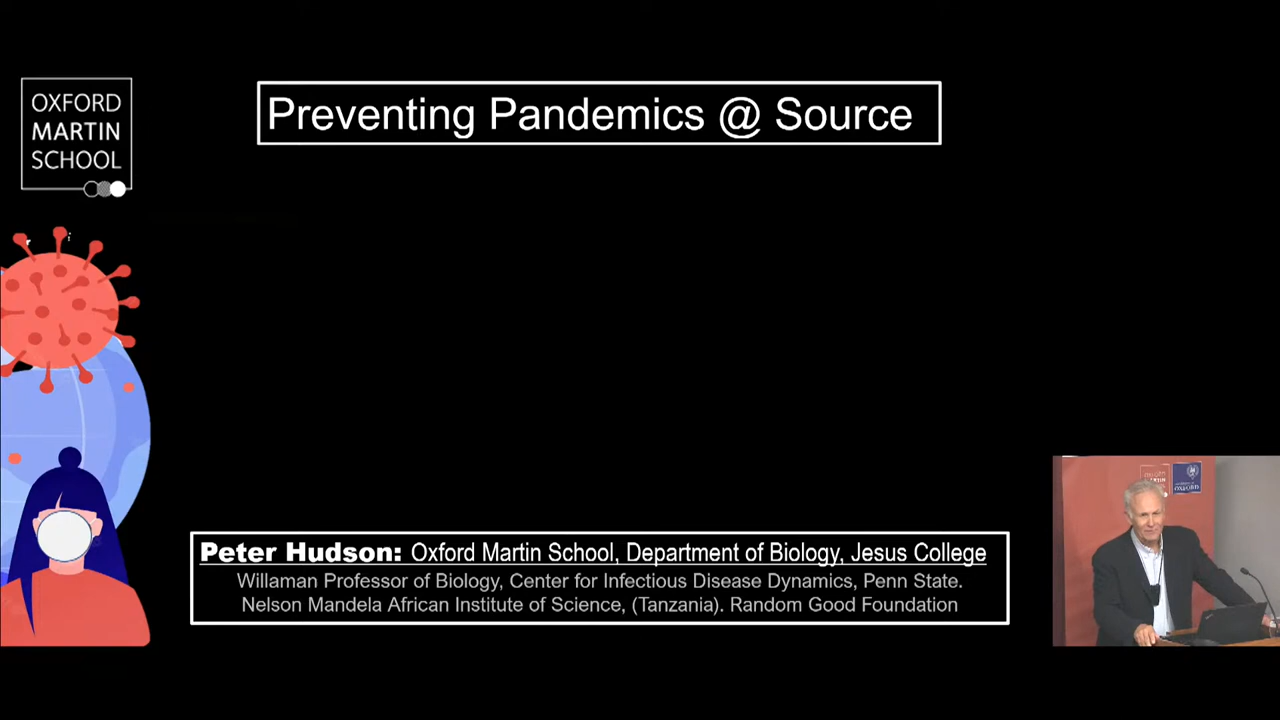 OXFORD
MARTIN
SCHOOL
Preventing Pandemics @ Source
Peter Hudson: Oxford Martin School, Department of Biology, Jesus College
Willaman Professor of Biology, Center for Infectious Disease Dynamics, Penn State.
Nelson Mandela African Institute of Science, (Tanzania). Random Good Foundation
OXFORD